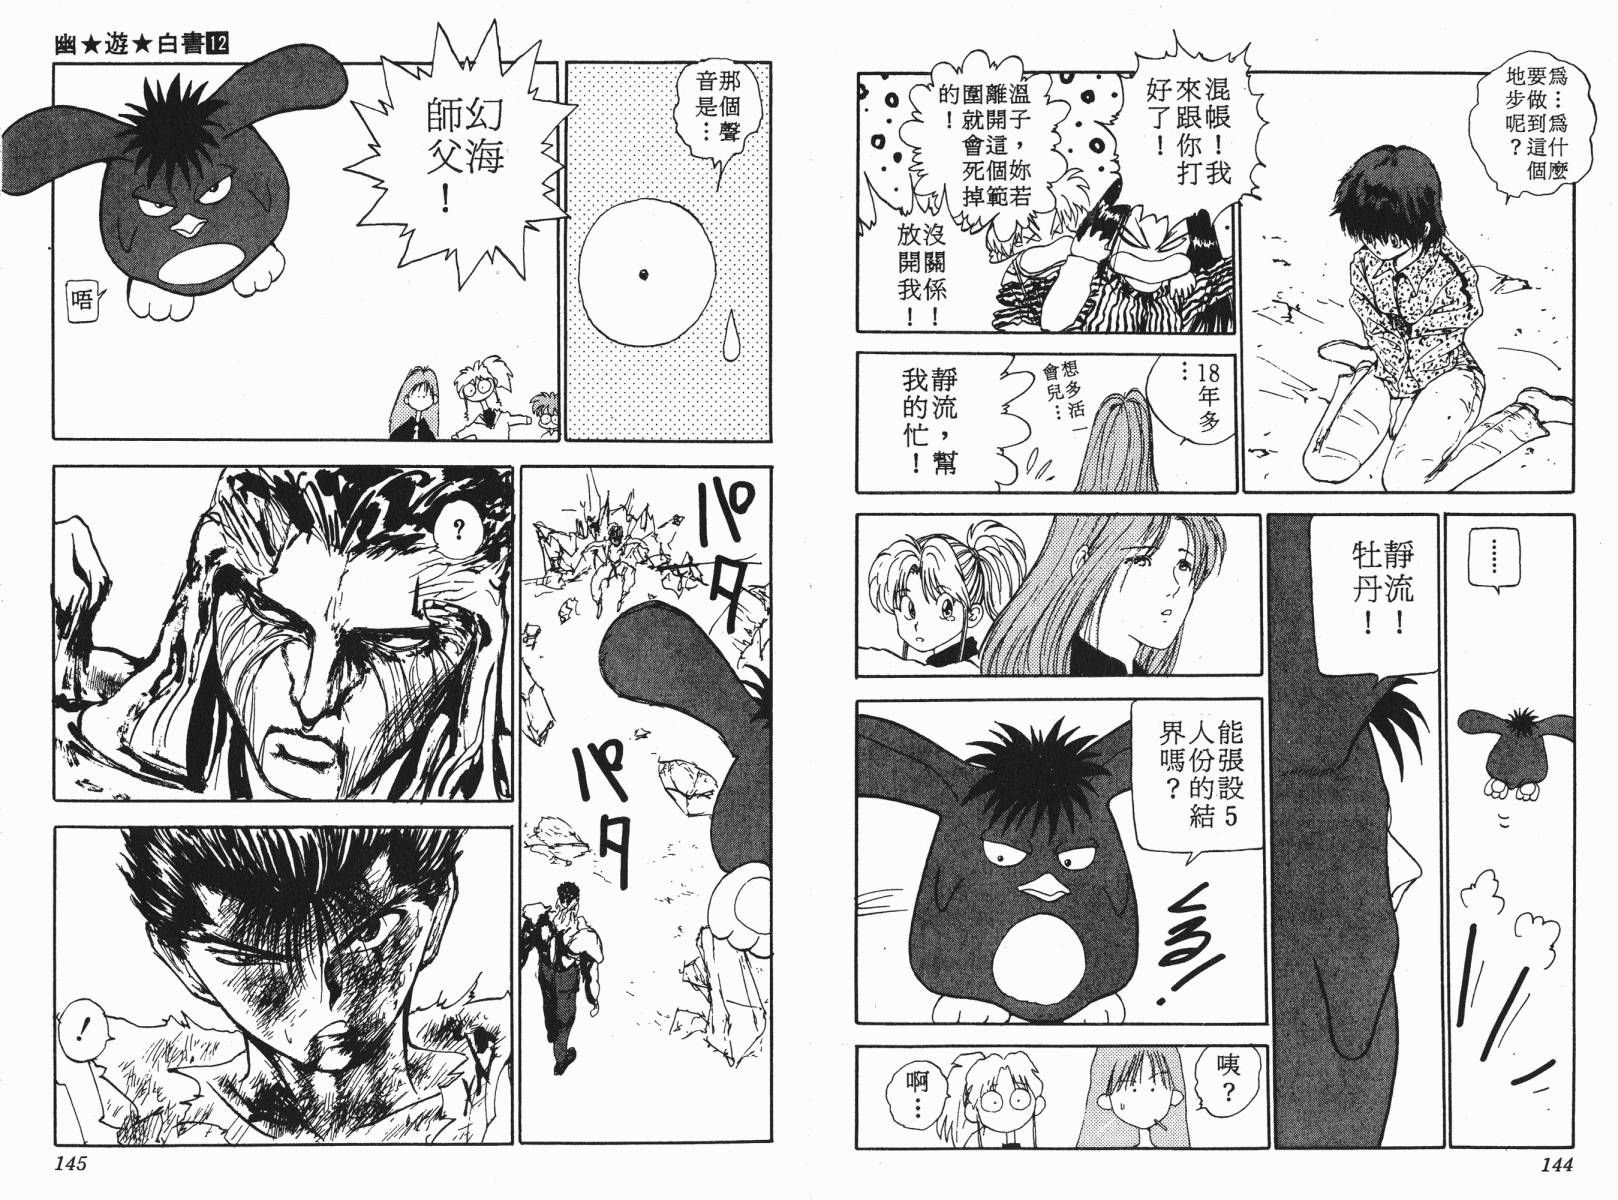 爲…爲什麼
要做到這個
地步呢？
混帳！我
來跟你打
好了！
溫子，妳若
離開這個範
圍就會死掉
的！
沒關係！
放開我！
18年多
…
想多活一
會兒…
靜流，幫
我的忙！
……
靜流！
牡丹！
能張設5
人份的結
界嗎？
くる！
咦？
啊…
144
幽★遊★白書12
那個聲
音是…
幻海
師父！
唔
パタ
パタ
？
！
145